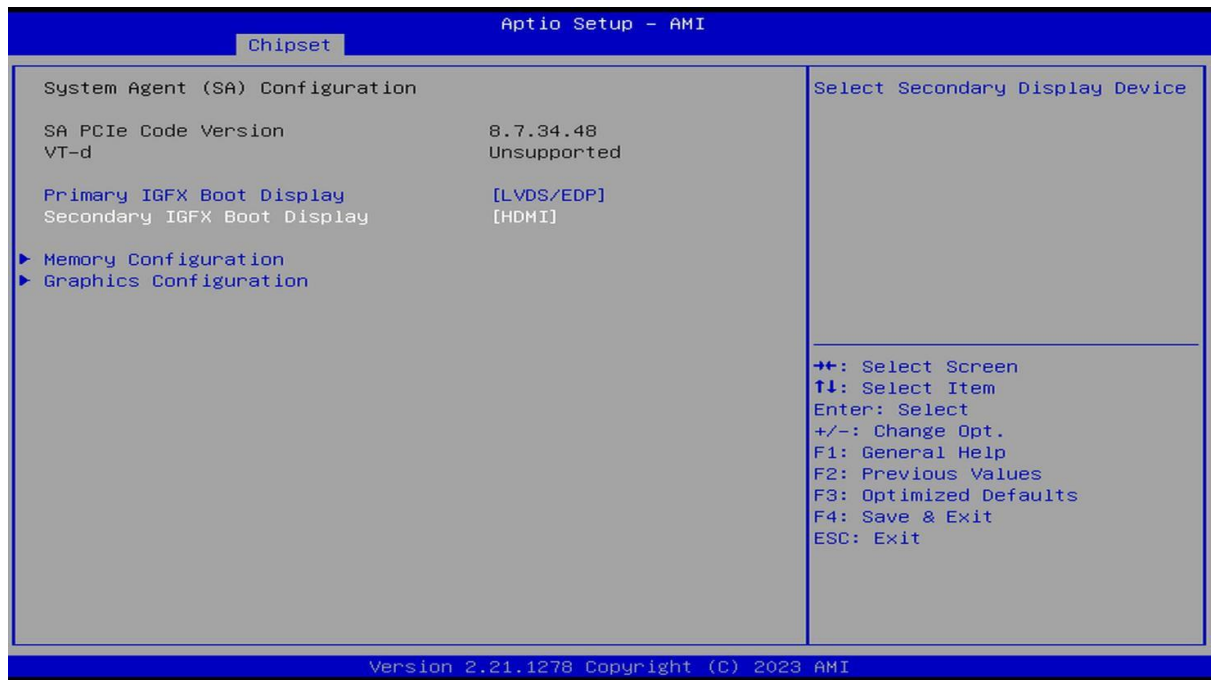 Aptio Setup – AMI
Chipset
System Agent (SA) Configuration
SA PCIe Code Version 8.7.34.48
VT-d Unsupported
Primary IGFX Boot Display [LVDS/EDP]
Secondary IGFX Boot Display [HDMI]
▶ Memory Configuration
▶ Graphics Configuration
Select Secondary Display Device
→←: Select Screen
↑↓: Select Item
Enter: Select
+/-: Change Opt.
F1: General Help
F2: Previous Values
F3: Optimized Defaults
F4: Save & Exit
ESC: Exit
Version 2.21.1278 Copyright (C) 2023 AMI